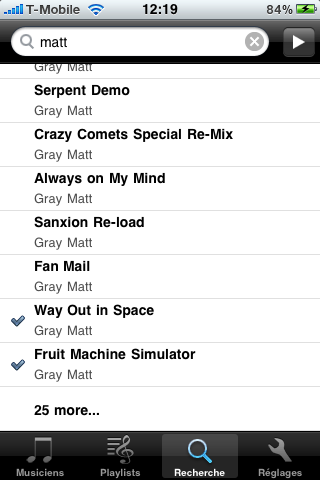 T-Mobile 12:19 84%
matt
Gray Matt
Serpent Demo
Gray Matt
Crazy Comets Special Re-Mix
Gray Matt
Always on My Mind
Gray Matt
Sanxion Re-load
Gray Matt
Fan Mail
Gray Matt
Way Out in Space
Gray Matt
Fruit Machine Simulator
Gray Matt
25 more...
Musiciens Playlists Recherche Réglages